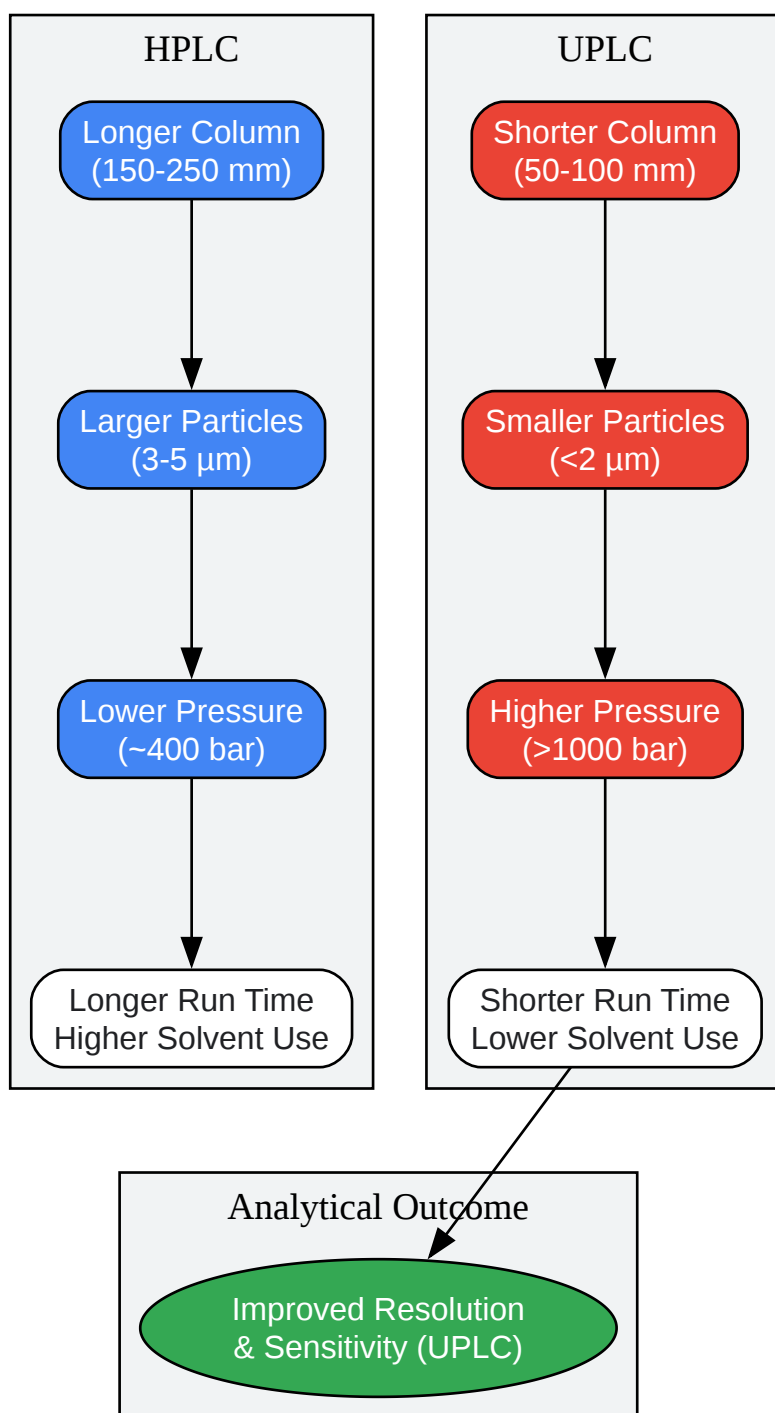 HPLC
Longer Column
(150-250 mm)
Larger Particles
(3-5 µm)
Lower Pressure
(~400 bar)
Longer Run Time
Higher Solvent Use
UPLC
Shorter Column
(50-100 mm)
Smaller Particles
(<2 µm)
Higher Pressure
(>1000 bar)
Shorter Run Time
Lower Solvent Use
Analytical Outcome
Improved Resolution
& Sensitivity (UPLC)